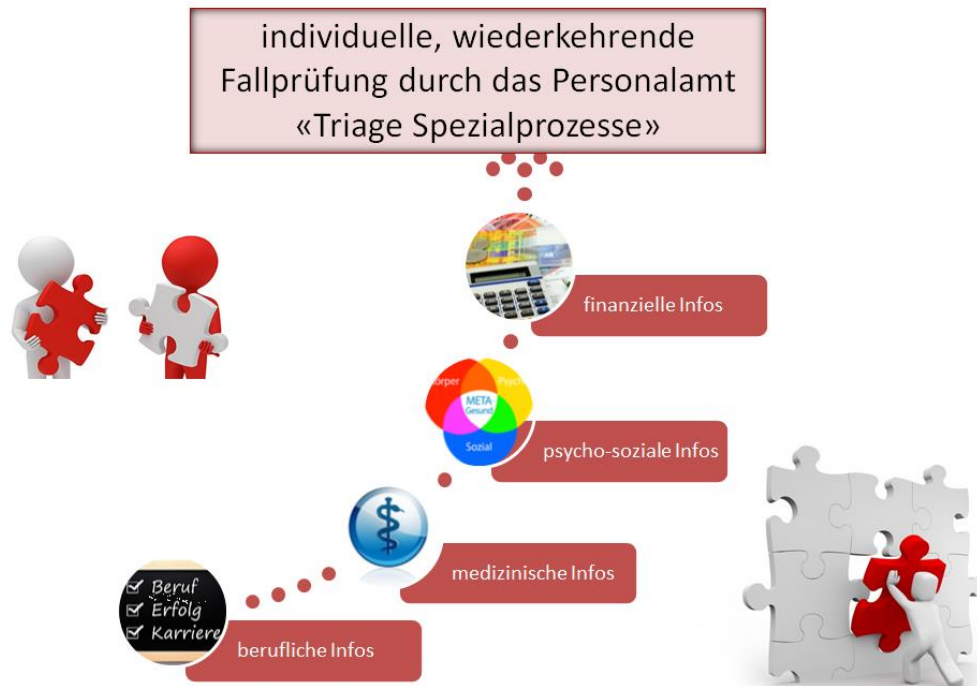 individuelle, wiederkehrende
Fallprüfung durch das Personalamt
«Triage Spezialprozesse»
finanzielle Infos
META
Gesund
Sozial
psycho-soziale Infos
medizinische Infos
Beruf
Erfolg
Karriere
berufliche Infos